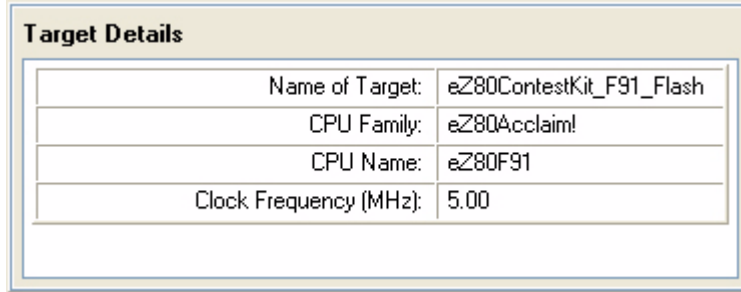 Target Details
Name of Target: eZ80ContestKit_F91_Flash
CPU Family: eZ80Acclaim!
CPU Name: eZ80F91
Clock Frequency (MHz): 5.00